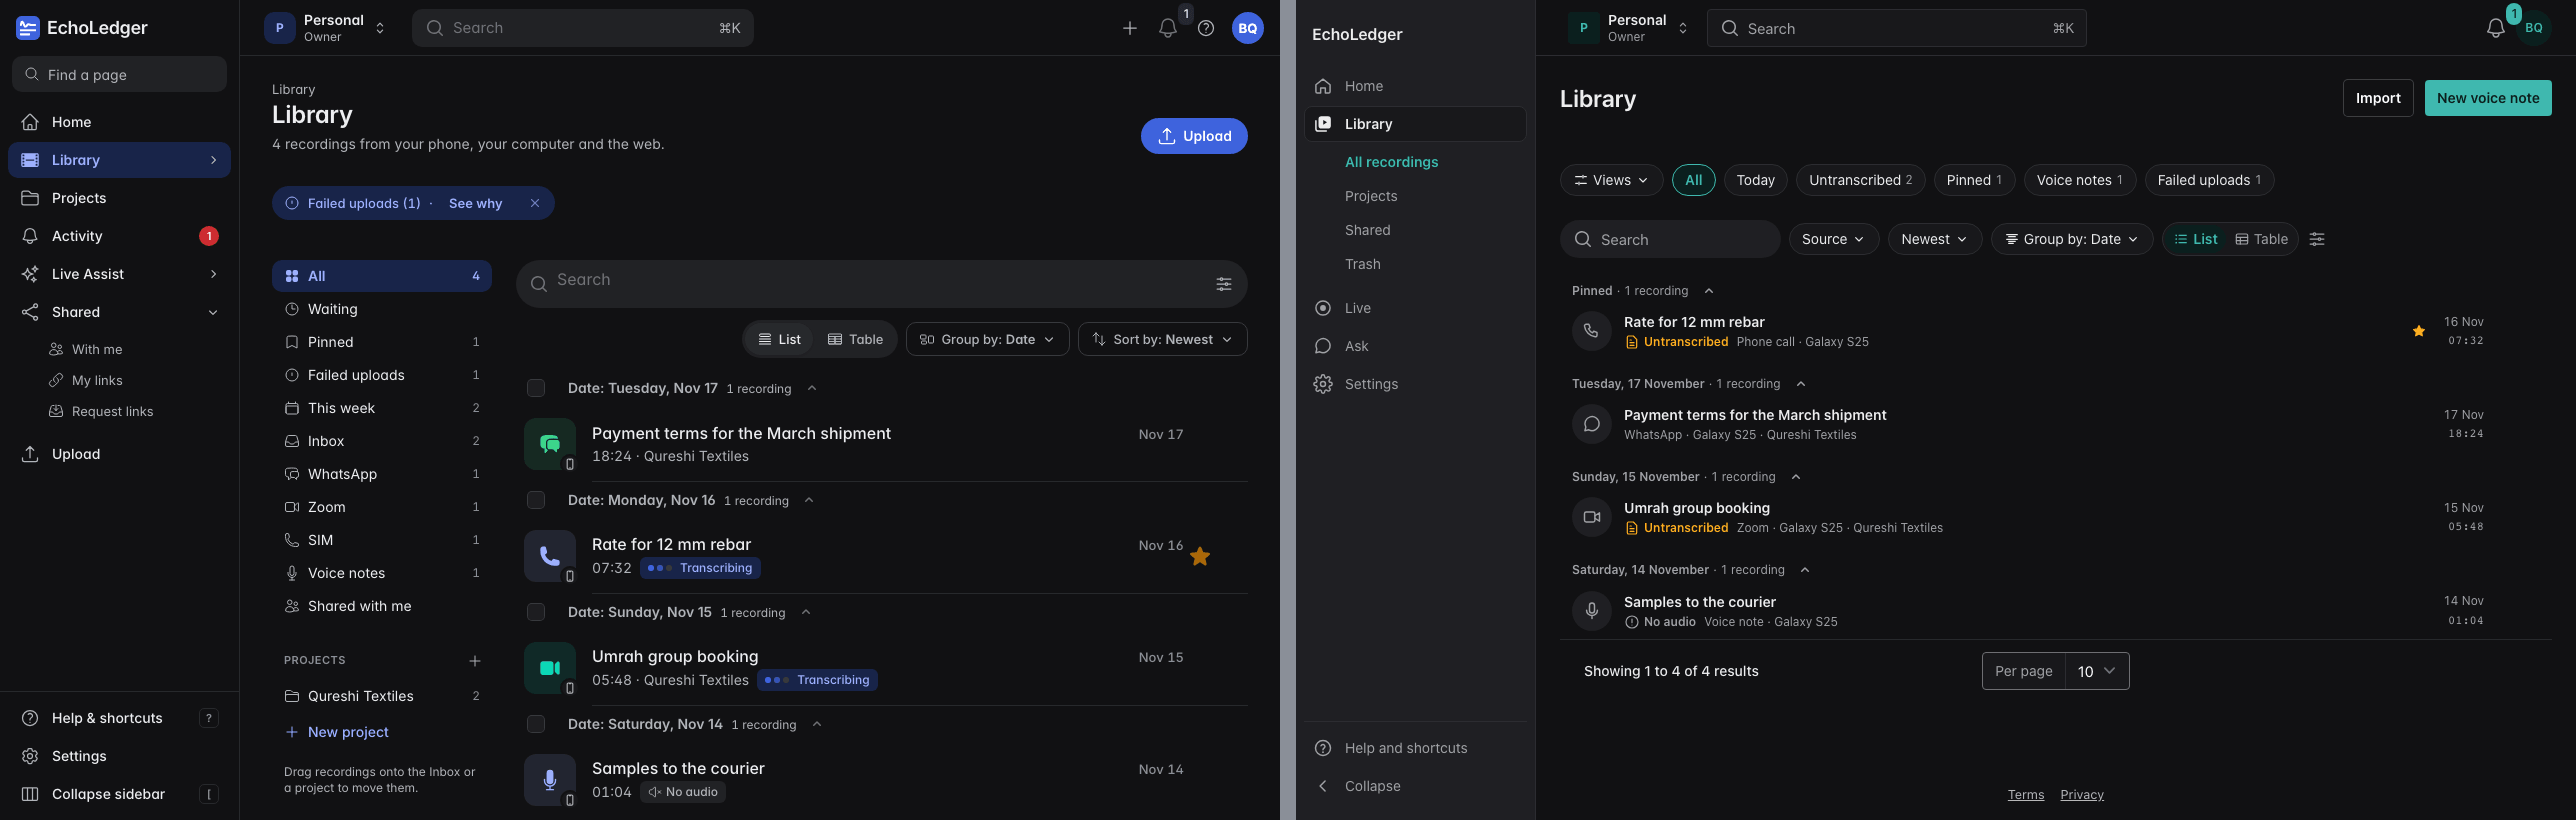 EchoLedger
Find a page
Home
Library
Projects
Activity 1
Live Assist
Shared
With me
My links
Request links
Upload
Help & shortcuts ?
Settings
Collapse sidebar [
P Personal
Owner
Search ⌘K
1
BQ
Library
Library
4 recordings from your phone, your computer and the web.
Upload
Failed uploads (1) · See why
All 4
Waiting
Pinned 1
Failed uploads 1
This week 2
Inbox 2
WhatsApp 1
Zoom 1
SIM 1
Voice notes 1
Shared with me
PROJECTS
Qureshi Textiles 2
New project
Drag recordings onto the Inbox or
a project to move them.
Search
List Table Group by: Date Sort by: Newest
Date: Tuesday, Nov 17 1 recording
Payment terms for the March shipment Nov 17
18:24 · Qureshi Textiles
Date: Monday, Nov 16 1 recording
Rate for 12 mm rebar Nov 16
07:32 Transcribing
Date: Sunday, Nov 15 1 recording
Umrah group booking Nov 15
05:48 · Qureshi Textiles Transcribing
Date: Saturday, Nov 14 1 recording
Samples to the courier Nov 14
01:04 No audio
EchoLedger
Home
Library
All recordings
Projects
Shared
Trash
Live
Ask
Settings
Help and shortcuts
Collapse
P Personal
Owner
Search ⌘K
1
BQ
Library
Import New voice note
Views All Today Untranscribed 2 Pinned 1 Voice notes 1 Failed uploads 1
Search Source Newest Group by: Date List Table
Pinned · 1 recording
Rate for 12 mm rebar 16 Nov
Untranscribed Phone call · Galaxy S25 07:32
Tuesday, 17 November · 1 recording
Payment terms for the March shipment 17 Nov
WhatsApp · Galaxy S25 · Qureshi Textiles 18:24
Sunday, 15 November · 1 recording
Umrah group booking 15 Nov
Untranscribed Zoom · Galaxy S25 · Qureshi Textiles 05:48
Saturday, 14 November · 1 recording
Samples to the courier 14 Nov
No audio Voice note · Galaxy S25 01:04
Showing 1 to 4 of 4 results Per page 10
Terms Privacy